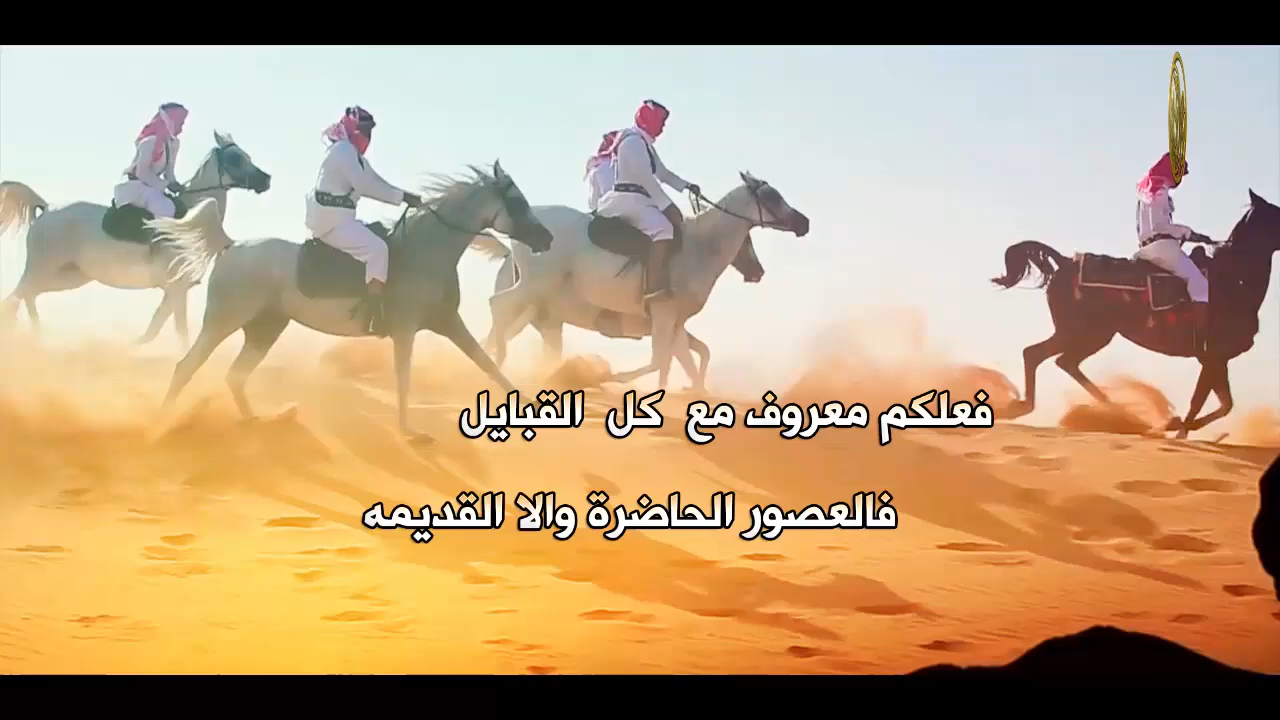 فعلكم معروف مع كل القبايل
فالعصور الحاضرة والا القديمه